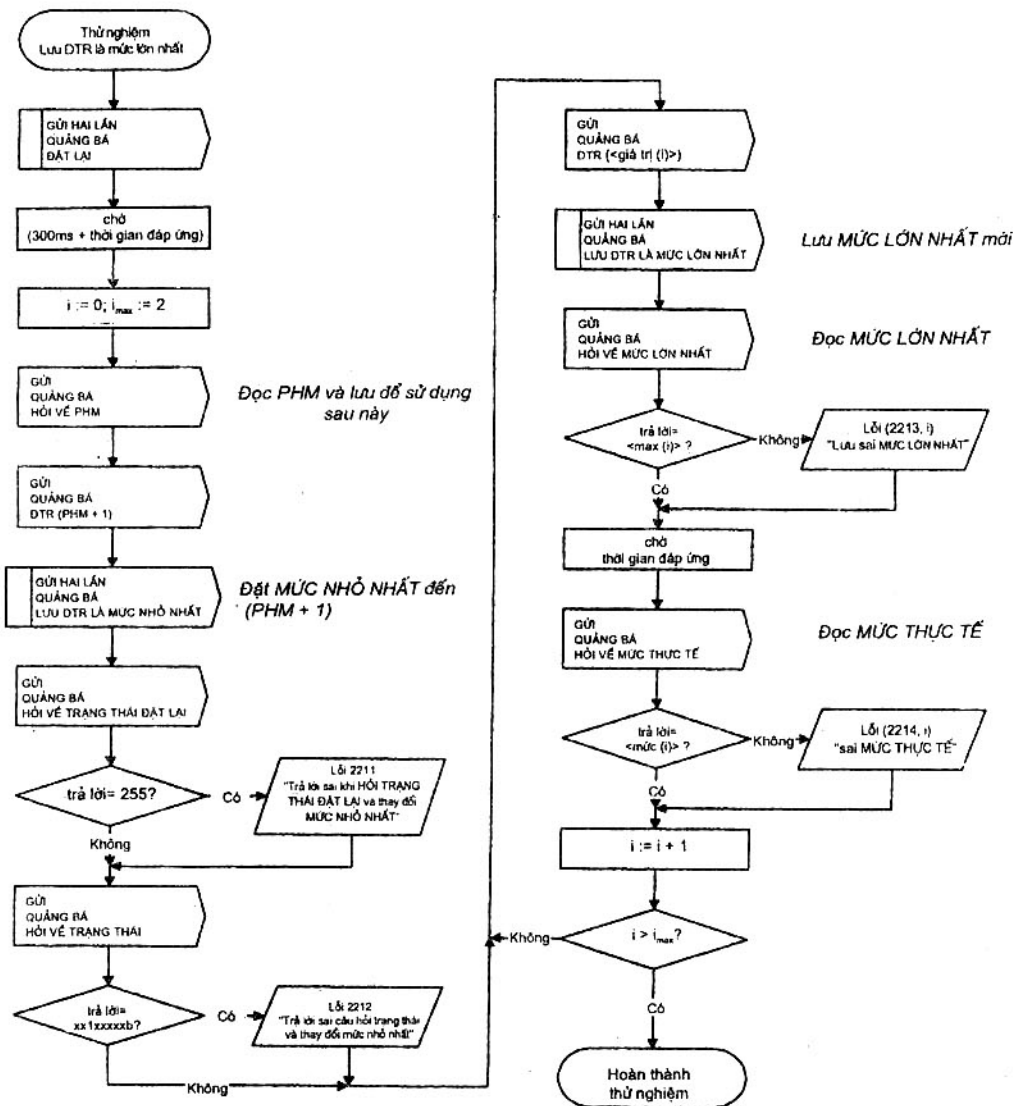 Thử nghiệm
Lưu DTR là mức lớn nhất
GỬI HAI LẦN
QUẢNG BÁ
ĐẶT LẠI
chờ
(300ms + thời gian đáp ứng)
i := 0; imax := 2
GỬI
QUẢNG BÁ
HỎI VỀ PHM
Đọc PHM và lưu để sử dụng
sau này
GỬI
QUẢNG BÁ
DTR (PHM + 1)
GỬI HAI LẦN
QUẢNG BÁ
LƯU DTR LÀ MỨC NHỎ NHẤT
Đặt MỨC NHỎ NHẤT đến
(PHM + 1)
GỬI
QUẢNG BÁ
HỎI VỀ TRẠNG THÁI ĐẶT LẠI
trả lời= 255?
Có
Lỗi 2211
"Trả lời sai khi HỎI TRẠNG
THÁI ĐẶT LẠI và thay đổi
MỨC NHỎ NHẤT"
Không
GỬI
QUẢNG BÁ
HỎI VỀ TRẠNG THÁI
trả lời=
xx1xxxxxb?
Có
Lỗi 2212
"Trả lời sai câu hỏi trạng thái
và thay đổi mức nhỏ nhất"
Không
GỬI
QUẢNG BÁ
DTR (<giá trị (i)>)
GỬI HAI LẦN
QUẢNG BÁ
LƯU DTR LÀ MỨC LỚN NHẤT
Lưu MỨC LỚN NHẤT mới
GỬI
QUẢNG BÁ
HỎI VỀ MỨC LỚN NHẤT
Đọc MỨC LỚN NHẤT
trả lời=
<max (i)> ?
Không
Lỗi (2213, i)
"Lưu sai MỨC LỚN NHẤT"
Có
chờ
thời gian đáp ứng
GỬI
QUẢNG BÁ
HỎI VỀ MỨC THỰC TẾ
Đọc MỨC THỰC TẾ
trả lời=
<mức (i)> ?
Không
Lỗi (2214, i)
"sai MỨC THỰC TẾ"
Có
i := i + 1
i > imax?
Không
Có
Hoàn thành
thử nghiệm